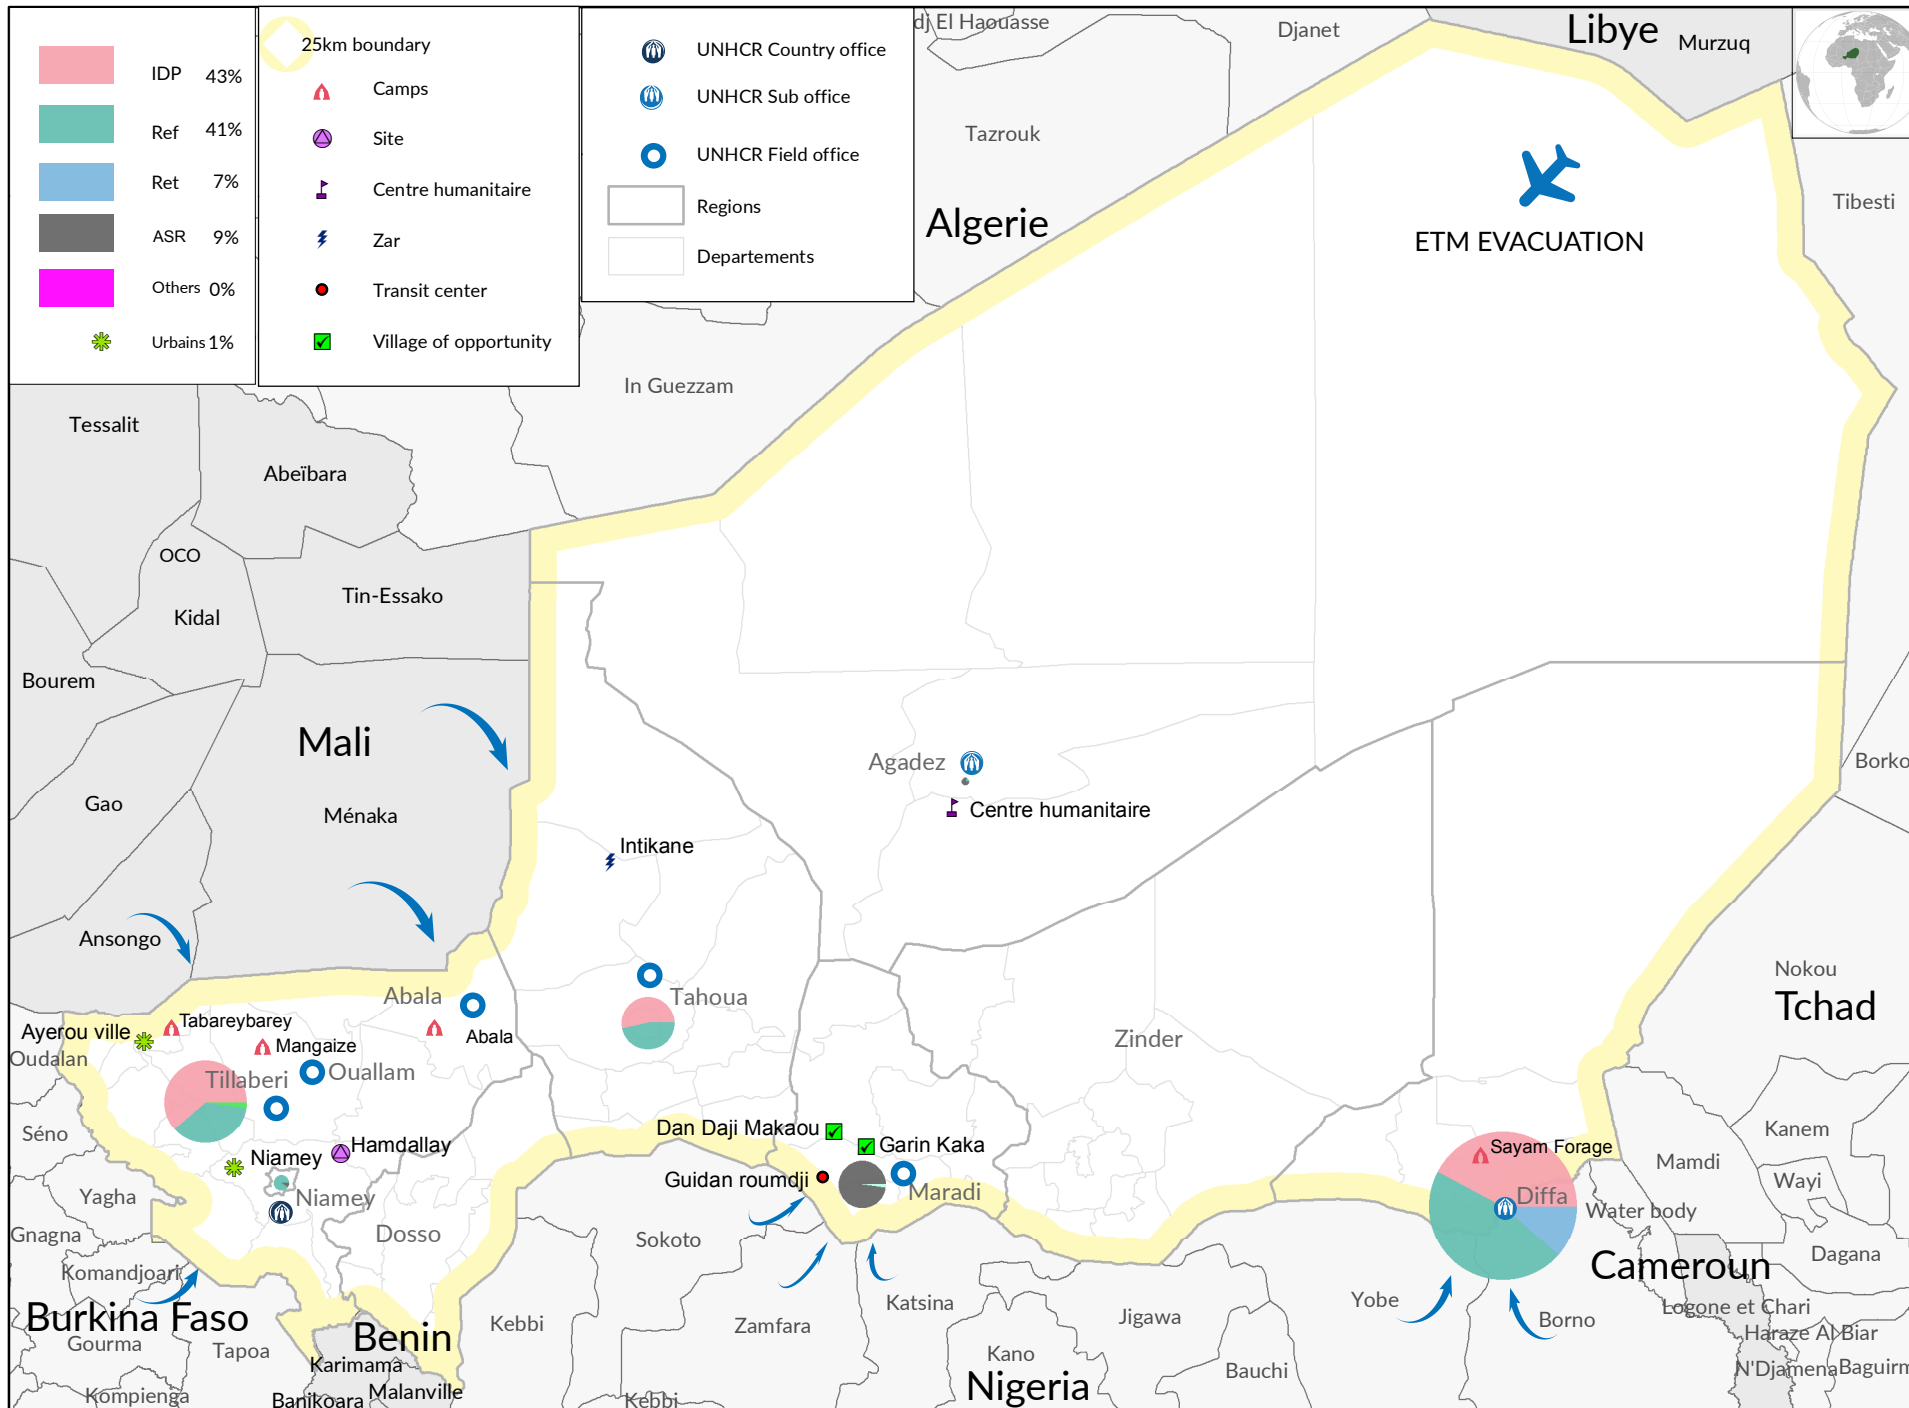 IDP 43%
Ref 41%
Ret 7%
ASR 9%
Others 0%
Urbains 1%
25km boundary
Camps
Site
Centre humanitaire
Zar
Transit center
Village of opportunity
UNHCR Country office
UNHCR Sub office
UNHCR Field office
Regions
Departements
dj El Haouasse
Djanet
Libye
Murzuq
Tazrouk
Tibesti
Algerie
ETM EVACUATION
In Guezzam
Tessalit
Abeïbara
OCO
Tin-Essako
Kidal
Bourem
Mali
Agadez
Borko
Gao
Ménaka
Centre humanitaire
Intikane
Ansongo
Nokou
Tchad
Abala
Tahoua
Tabareybarey
Ayerou ville
Abala
Mangaize
Zinder
Oudalan
Tillaberi
Ouallam
Séno
Dan Daji Makaou
Kanem
Hamdallay
Garin Kaka
Sayam Forage
Niamey
Mamdi
Guidan roumdji
Wayi
Yagha
Niamey
Maradi
Diffa
Water body
Gnagna
Dosso
Sokoto
Dagana
Komandjoari
Cameroun
Burkina Faso
Katsina
Yobe
Logone et Chari
Kebbi
Zamfara
Jigawa
Borno
Gourma
Tapoa
Benin
Haraze Al Biar
Karimama
Kano
Bauchi
N'Djamena
Baguirm
Kompienga
Banikoara
Malanville
Kebbi
Nigeria